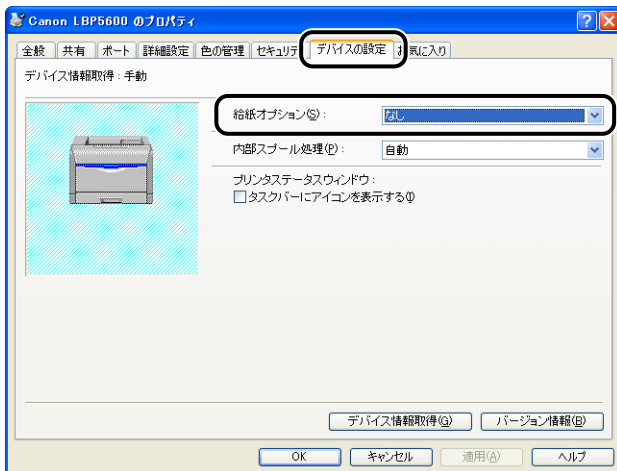 Canon LBP5600 のプロパティ
全般 共有 ポート 詳細設定 色の管理 セキュリテ デバイスの設定 お気に入り
デバイス情報取得 : 手動
給紙オプション(S) : なし
内部スプール処理(P) : 自動
プリンタステータスウィンドウ :
タスクバーにアイコンを表示する(I)
デバイス情報取得(G) バージョン情報(B)
OK キャンセル 適用(A) ヘルプ